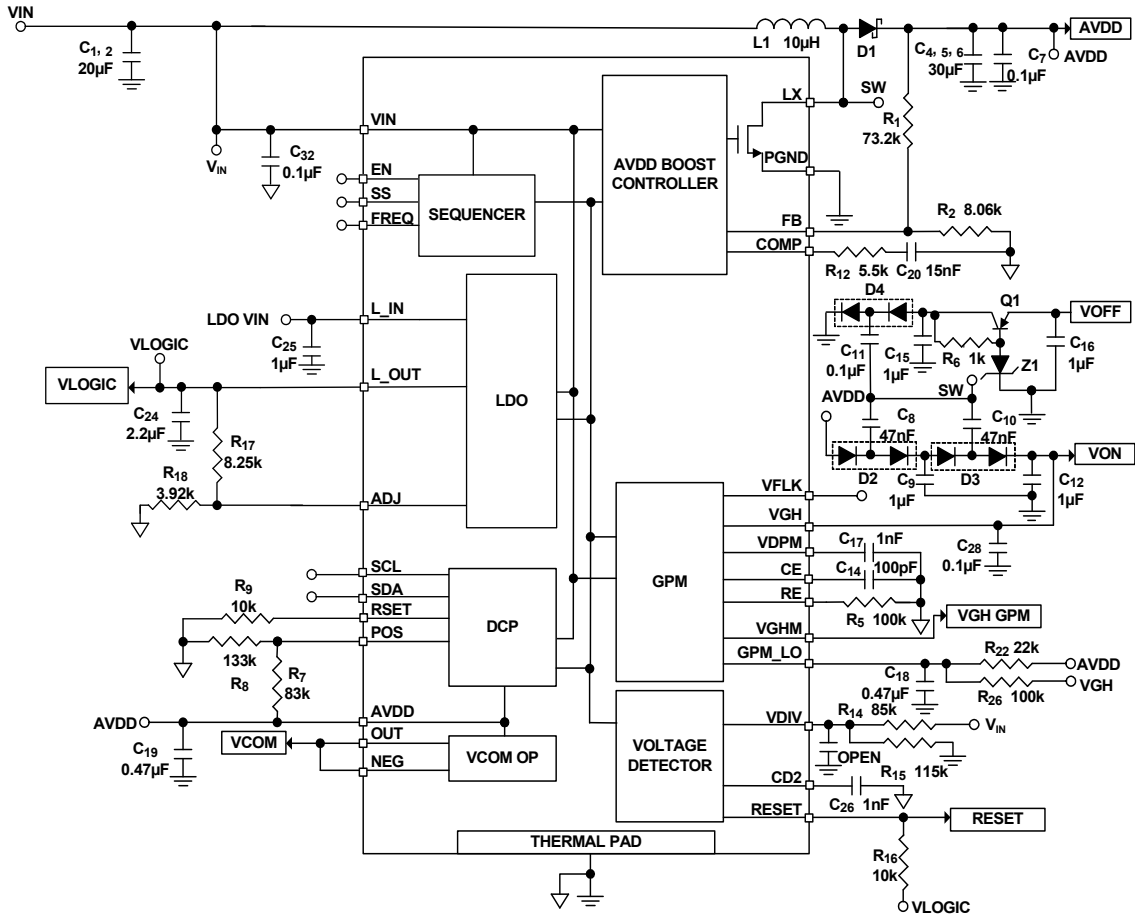 VIN
C1, 2
20µF
L1 10µH
D1
C4, 5, 6
30µF
C7
0.1µF
AVDD
AVDD
SW
LX
R1
73.2k
VIN
VIN
C32
0.1µF
EN
SS
FREQ
SEQUENCER
AVDD BOOST
CONTROLLER
PGND
FB
COMP
R2 8.06k
R12 5.5k
C20 15nF
D4
Q1
VOFF
C11
0.1µF
C15
1µF
R6 1k
Z1
C16
1µF
SW
AVDD
C8
47nF
C10
47nF
VON
D2
C9
1µF
D3
C12
1µF
LDO VIN
C25
1µF
L_IN
VLOGIC
VLOGIC
L_OUT
LDO
C24
2.2µF
R17
8.25k
R18
3.92k
ADJ
VFLK
VGH
VDPM
CE
RE
VGHM
GPM_LO
GPM
C17 1nF
C14 100pF
R5 100k
C28
0.1µF
VGH GPM
R22 22k
AVDD
C18
0.47µF
R26 100k
VGH
SCL
SDA
RSET
POS
DCP
R9
10k
133k
R8
R7
83k
AVDD
AVDD
C19
0.47µF
VCOM
OUT
NEG
VCOM OP
VOLTAGE
DETECTOR
VDIV
R14 85k
VIN
OPEN
R15 115k
CD2
C26 1nF
RESET
RESET
R16
10k
VLOGIC
THERMAL PAD